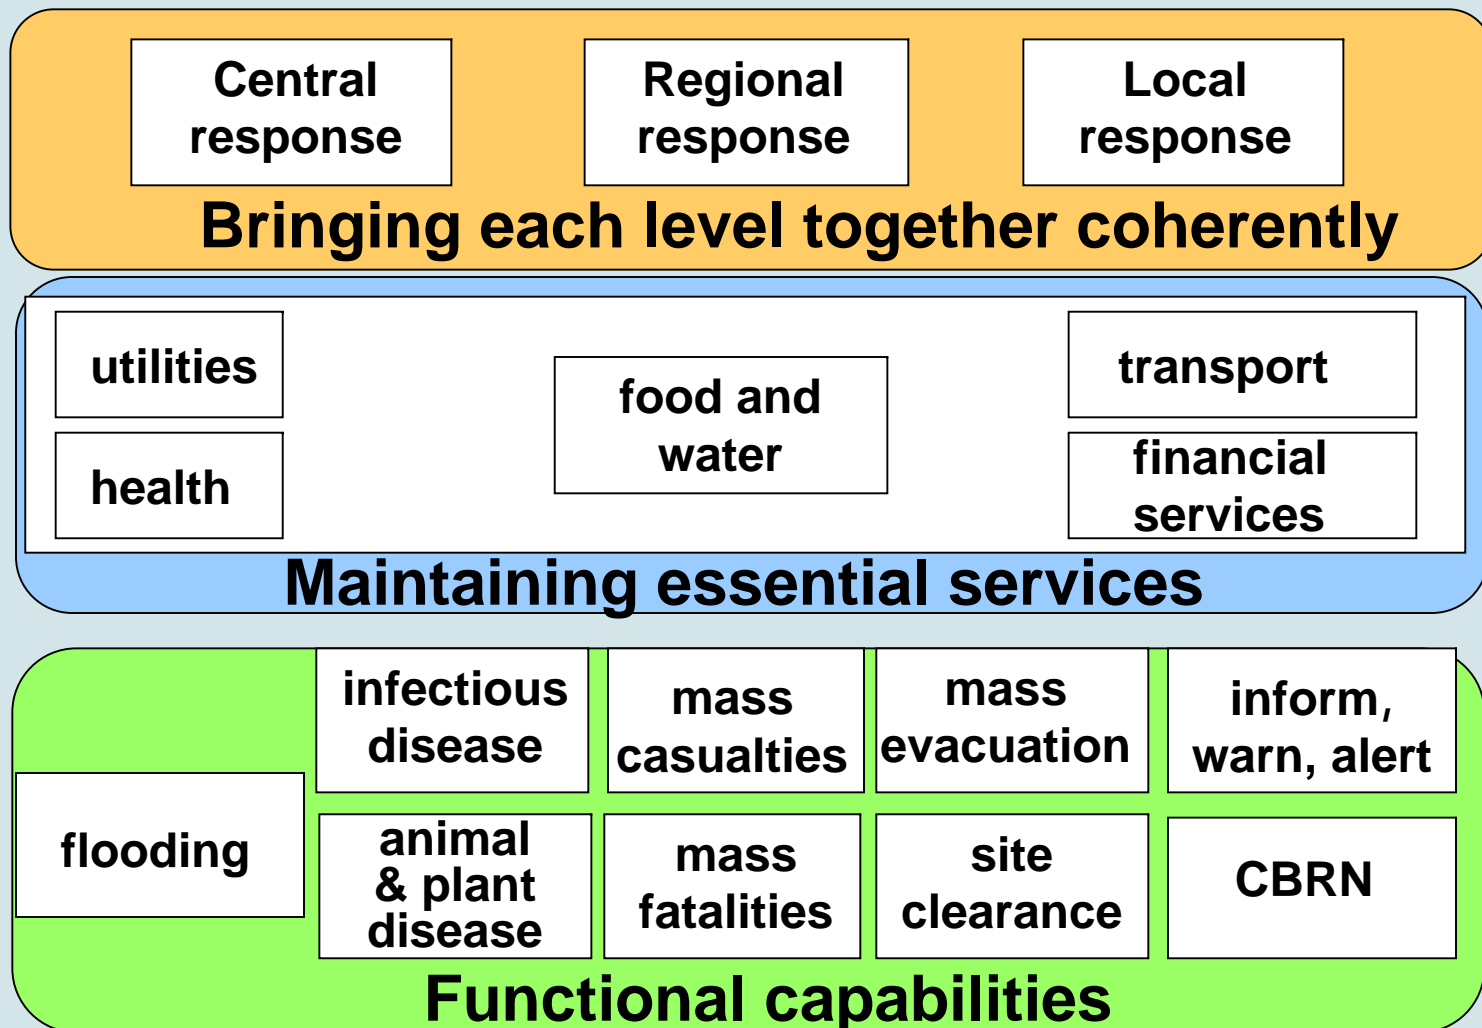 Central
response
Regional
response
Local
response
Bringing each level together coherently
utilities
health
food and
water
transport
financial
services
Maintaining essential services
flooding
infectious
disease
mass
casualties
mass
evacuation
inform,
warn, alert
animal
& plant
disease
mass
fatalities
site
clearance
CBRN
Functional capabilities